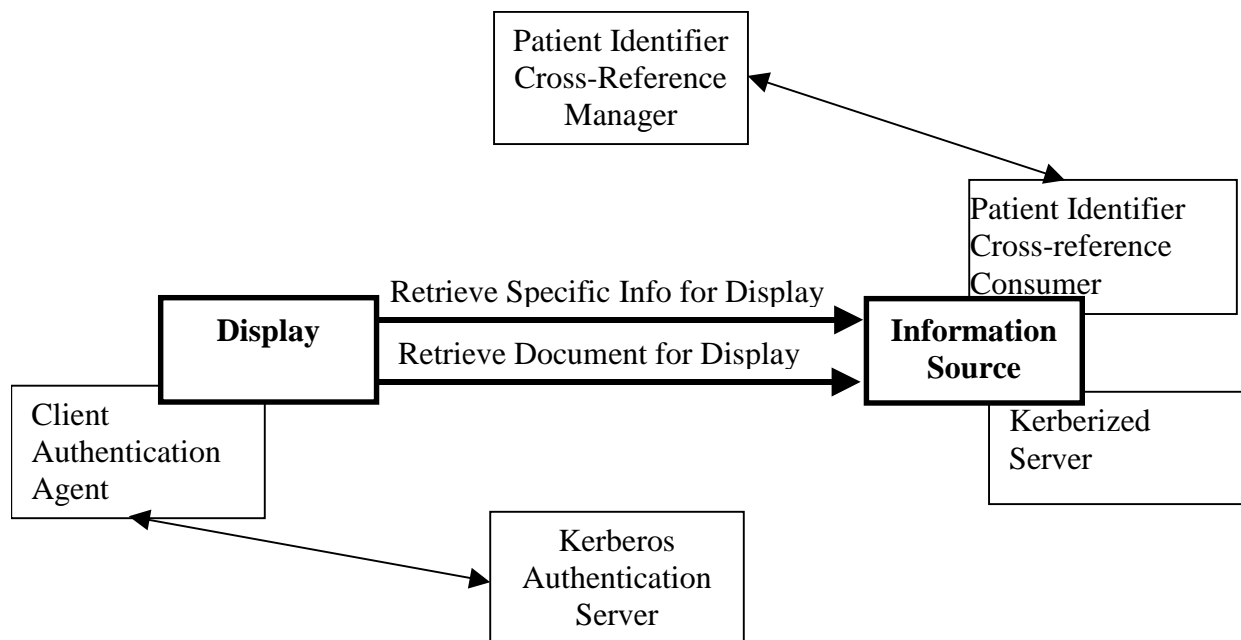 Patient Identifier
Cross-Reference
Manager
Patient Identifier
Cross-reference
Consumer
Retrieve Specific Info for Display
Display
Information
Source
Retrieve Document for Display
Client
Authentication
Agent
Kerberized
Server
Kerberos
Authentication
Server